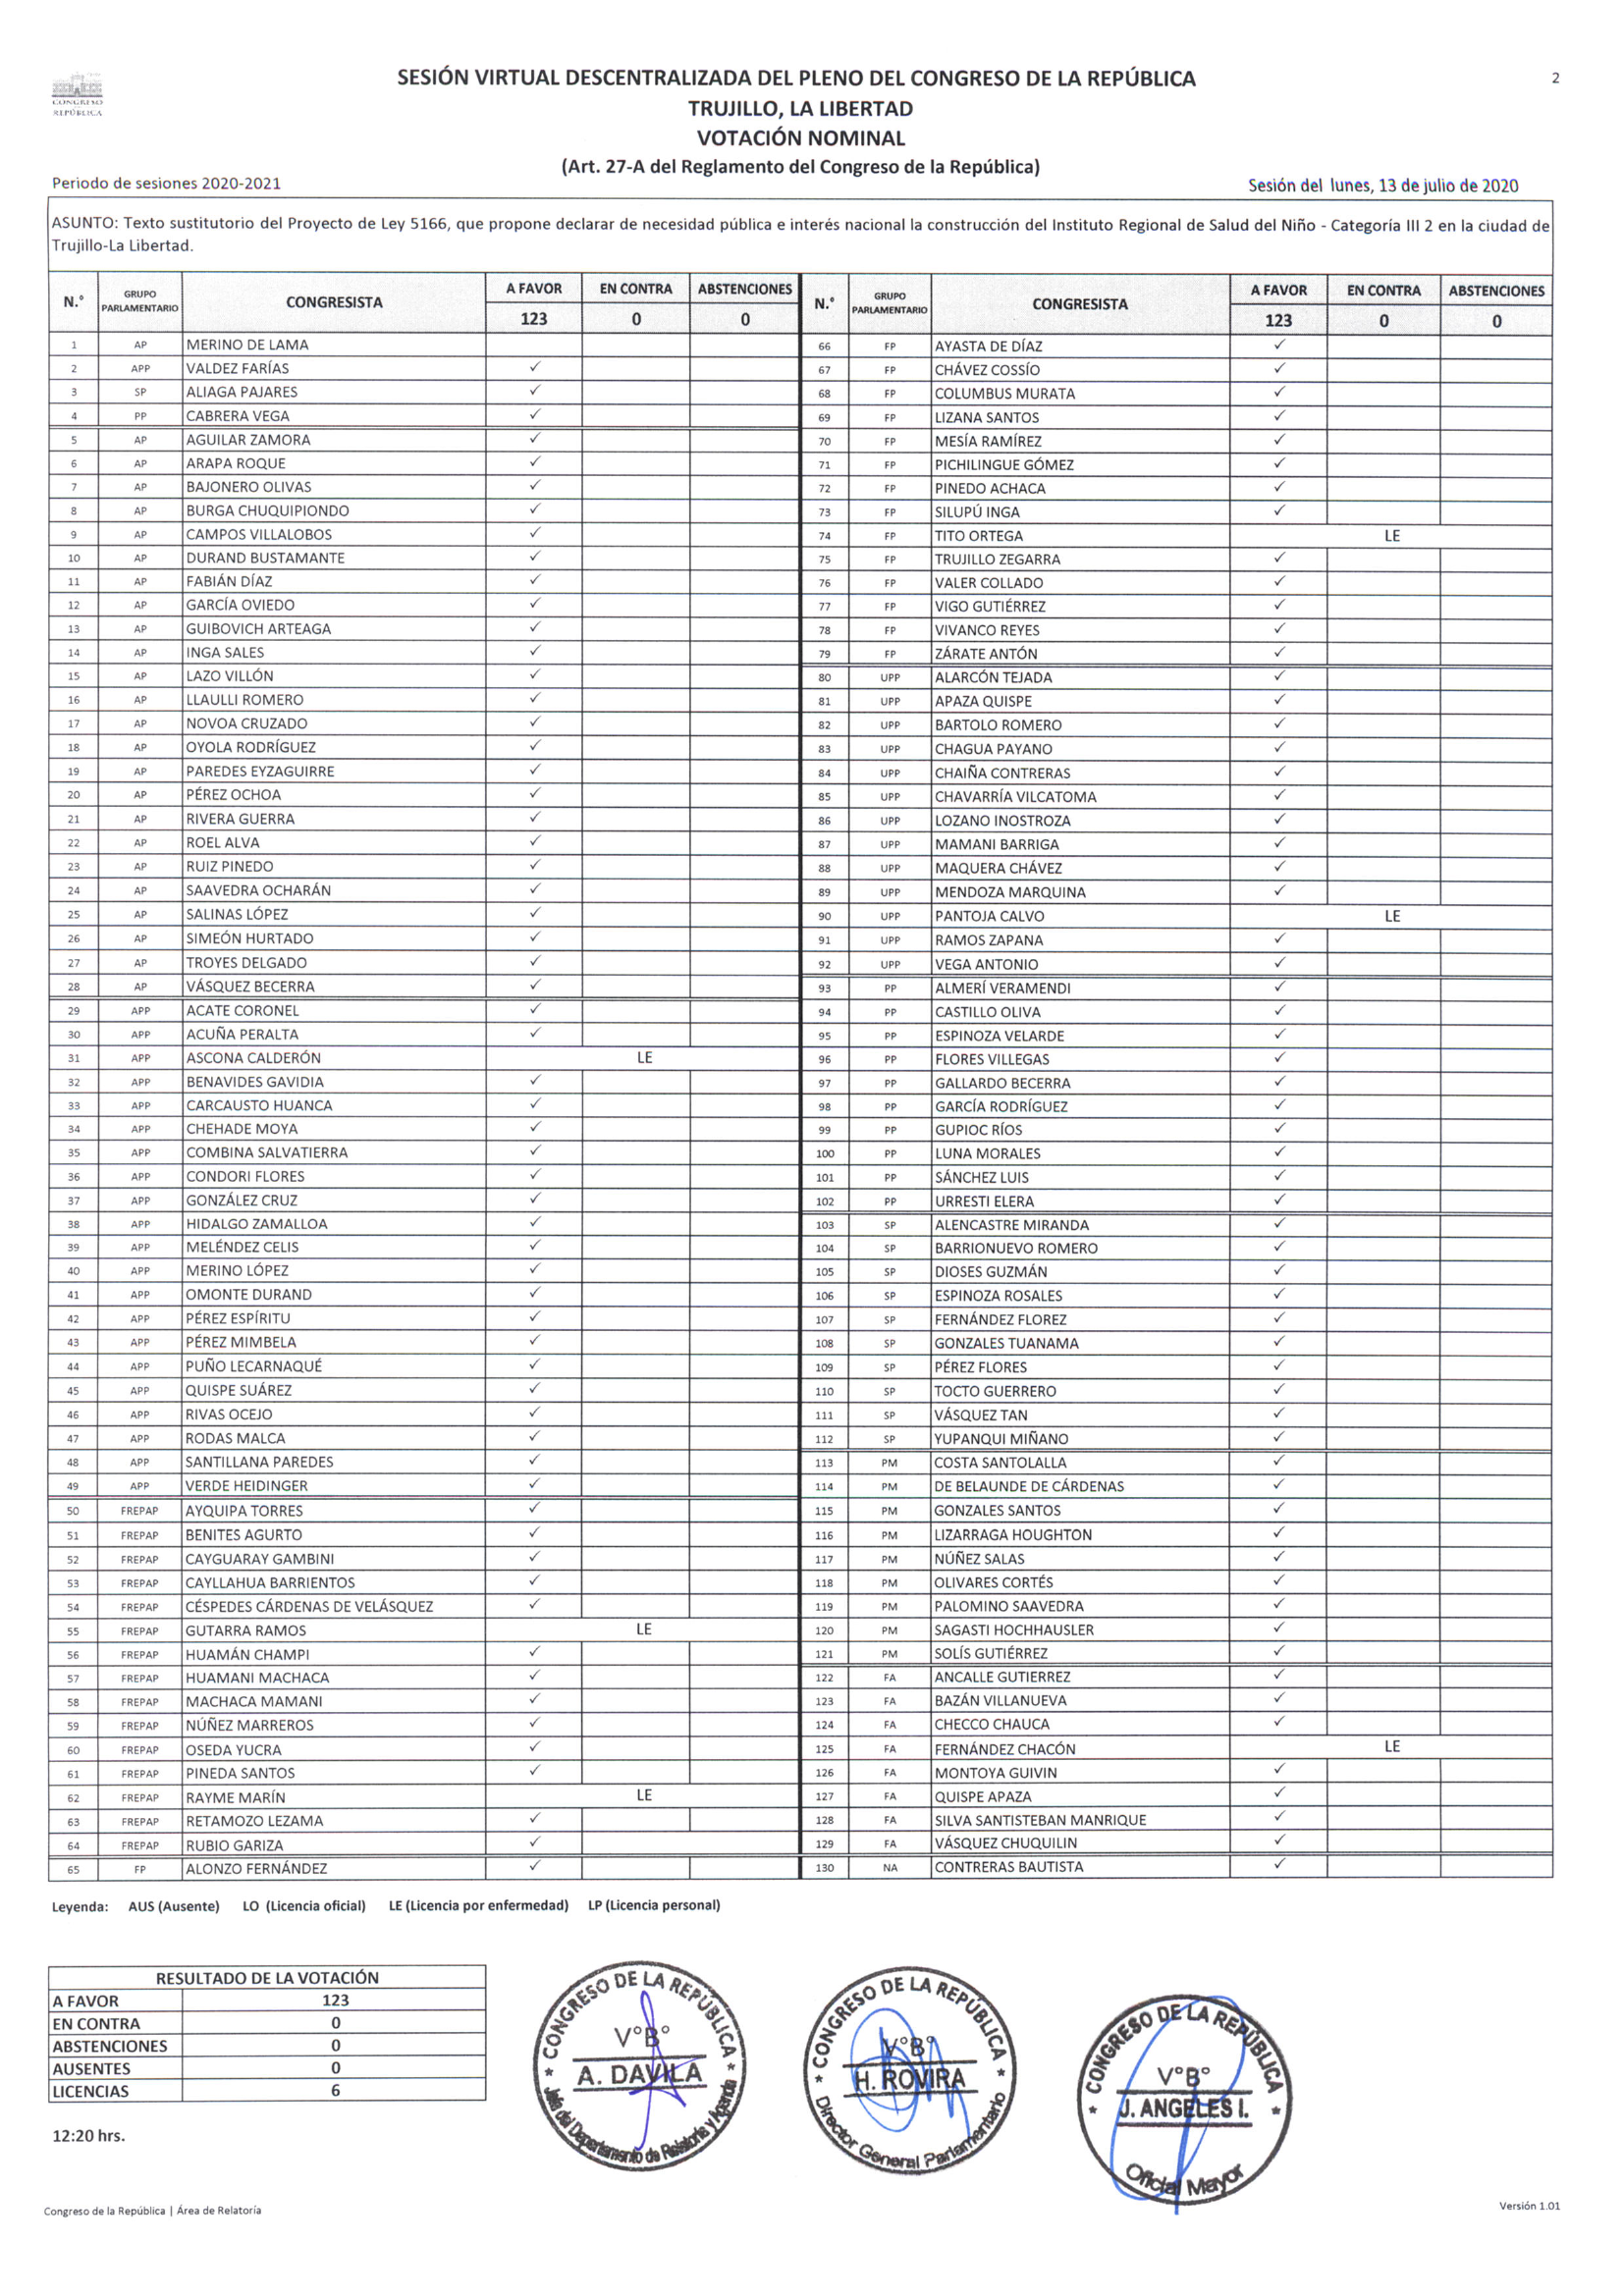 CONGRESO
REPÚBLICA
SESIÓN VIRTUAL DESCENTRALIZADA DEL PLENO DEL CONGRESO DE LA REPÚBLICA
2
TRUJILLO, LA LIBERTAD
VOTACIÓN NOMINAL
(Art. 27-A del Reglamento del Congreso de la República)
Periodo de sesiones 2020-2021
Sesión del lunes, 13 de julio de 2020
ASUNTO: Texto sustitutorio del Proyecto de Ley 5166, que propone declarar de necesidad pública e interés nacional la construcción del Instituto Regional de Salud del Niño - Categoría III 2 en la ciudad de
Trujillo-La Libertad.
N.° GRUPO PARLAMENTARIO CONGRESISTA A FAVOR EN CONTRA ABSTENCIONES
123 0 0
1 AP MERINO DE LAMA
2 APP VALDEZ FARÍAS ✓
3 SP ALIAGA PAJARES ✓
4 PP CABRERA VEGA ✓
5 AP AGUILAR ZAMORA ✓
6 AP ARAPA ROQUE ✓
7 AP BAJONERO OLIVAS ✓
8 AP BURGA CHUQUIPIONDO ✓
9 AP CAMPOS VILLALOBOS ✓
10 AP DURAND BUSTAMANTE ✓
11 AP FABIÁN DÍAZ ✓
12 AP GARCÍA OVIEDO ✓
13 AP GUIBOVICH ARTEAGA ✓
14 AP INGA SALES ✓
15 AP LAZO VILLÓN ✓
16 AP LLAULLI ROMERO ✓
17 AP NOVOA CRUZADO ✓
18 AP OYOLA RODRÍGUEZ ✓
19 AP PAREDES EYZAGUIRRE ✓
20 AP PÉREZ OCHOA ✓
21 AP RIVERA GUERRA ✓
22 AP ROEL ALVA ✓
23 AP RUIZ PINEDO ✓
24 AP SAAVEDRA OCHARÁN ✓
25 AP SALINAS LÓPEZ ✓
26 AP SIMEÓN HURTADO ✓
27 AP TROYES DELGADO ✓
28 AP VÁSQUEZ BECERRA ✓
29 APP ACATE CORONEL ✓
30 APP ACUÑA PERALTA ✓
31 APP ASCONA CALDERÓN LE
32 APP BENAVIDES GAVIDIA ✓
33 APP CARCAUSTO HUANCA ✓
34 APP CHEHADE MOYA ✓
35 APP COMBINA SALVATIERRA ✓
36 APP CONDORI FLORES ✓
37 APP GONZÁLEZ CRUZ ✓
38 APP HIDALGO ZAMALLOA ✓
39 APP MELÉNDEZ CELIS ✓
40 APP MERINO LÓPEZ ✓
41 APP OMONTE DURAND ✓
42 APP PÉREZ ESPÍRITU ✓
43 APP PÉREZ MIMBELA ✓
44 APP PUÑO LECARNAQUÉ ✓
45 APP QUISPE SUÁREZ ✓
46 APP RIVAS OCEJO ✓
47 APP RODAS MALCA ✓
48 APP SANTILLANA PAREDES ✓
49 APP VERDE HEIDINGER ✓
50 FREPAP AYQUIPA TORRES ✓
51 FREPAP BENITES AGURTO ✓
52 FREPAP CAYGUARAY GAMBINI ✓
53 FREPAP CAYLLAHUA BARRIENTOS ✓
54 FREPAP CÉSPEDES CÁRDENAS DE VELÁSQUEZ ✓
55 FREPAP GUTARRA RAMOS LE
56 FREPAP HUAMÁN CHAMPI ✓
57 FREPAP HUAMANI MACHACA ✓
58 FREPAP MACHACA MAMANI ✓
59 FREPAP NÚÑEZ MARREROS ✓
60 FREPAP OSEDA YUCRA ✓
61 FREPAP PINEDA SANTOS ✓
62 FREPAP RAYME MARÍN LE
63 FREPAP RETAMOZO LEZAMA ✓
64 FREPAP RUBIO GARIZA ✓
65 FP ALONZO FERNÁNDEZ ✓
N.° GRUPO PARLAMENTARIO CONGRESISTA A FAVOR EN CONTRA ABSTENCIONES
123 0 0
66 FP AYASTA DE DÍAZ ✓
67 FP CHÁVEZ COSSÍO ✓
68 FP COLUMBUS MURATA ✓
69 FP LIZANA SANTOS ✓
70 FP MESÍA RAMÍREZ ✓
71 FP PICHILINGUE GÓMEZ ✓
72 FP PINEDO ACHACA ✓
73 FP SILUPÚ INGA ✓
74 FP TITO ORTEGA LE
75 FP TRUJILLO ZEGARRA ✓
76 FP VALER COLLADO ✓
77 FP VIGO GUTIÉRREZ ✓
78 FP VIVANCO REYES ✓
79 FP ZÁRATE ANTÓN ✓
80 UPP ALARCÓN TEJADA ✓
81 UPP APAZA QUISPE ✓
82 UPP BARTOLO ROMERO ✓
83 UPP CHAGUA PAYANO ✓
84 UPP CHAIÑA CONTRERAS ✓
85 UPP CHAVARRÍA VILCATOMA ✓
86 UPP LOZANO INOSTROZA ✓
87 UPP MAMANI BARRIGA ✓
88 UPP MAQUERA CHÁVEZ ✓
89 UPP MENDOZA MARQUINA ✓
90 UPP PANTOJA CALVO LE
91 UPP RAMOS ZAPANA ✓
92 UPP VEGA ANTONIO ✓
93 PP ALMERÍ VERAMENDI ✓
94 PP CASTILLO OLIVA ✓
95 PP ESPINOZA VELARDE ✓
96 PP FLORES VILLEGAS ✓
97 PP GALLARDO BECERRA ✓
98 PP GARCÍA RODRÍGUEZ ✓
99 PP GUPIOC RÍOS ✓
100 PP LUNA MORALES ✓
101 PP SÁNCHEZ LUIS ✓
102 PP URRESTI ELERA ✓
103 SP ALENCASTRE MIRANDA ✓
104 SP BARRIONUEVO ROMERO ✓
105 SP DIOSES GUZMÁN ✓
106 SP ESPINOZA ROSALES ✓
107 SP FERNÁNDEZ FLOREZ ✓
108 SP GONZALES TUANAMA ✓
109 SP PÉREZ FLORES ✓
110 SP TOCTO GUERRERO ✓
111 SP VÁSQUEZ TAN ✓
112 SP YUPANQUI MIÑANO ✓
113 PM COSTA SANTOLALLA ✓
114 PM DE BELAUNDE DE CÁRDENAS ✓
115 PM GONZALES SANTOS ✓
116 PM LIZARRAGA HOUGHTON ✓
117 PM NÚÑEZ SALAS ✓
118 PM OLIVARES CORTÉS ✓
119 PM PALOMINO SAAVEDRA ✓
120 PM SAGASTI HOCHHAUSLER ✓
121 PM SOLÍS GUTIÉRREZ ✓
122 FA ANCALLE GUTIERREZ ✓
123 FA BAZÁN VILLANUEVA ✓
124 FA CHECCO CHAUCA ✓
125 FA FERNÁNDEZ CHACÓN LE
126 FA MONTOYA GUIVIN ✓
127 FA QUISPE APAZA ✓
128 FA SILVA SANTISTEBAN MANRIQUE ✓
129 FA VÁSQUEZ CHUQUILIN ✓
130 NA CONTRERAS BAUTISTA ✓
Leyenda: AUS (Ausente) LO (Licencia oficial) LE (Licencia por enfermedad) LP (Licencia personal)
RESULTADO DE LA VOTACIÓN
A FAVOR 123
EN CONTRA 0
ABSTENCIONES 0
AUSENTES 0
LICENCIAS 6
12:20 hrs.
* CONGRESO DE LA REPÚBLICA *
V°B°
A. DAVILA
Jefe del Departamento de Relatoría y Agenda
* CONGRESO DE LA REPÚBLICA *
V°B°
H. ROVIRA
Director General Parlamentario
* CONGRESO DE LA REPÚBLICA *
V°B°
J. ANGELES I.
Oficial Mayor
Congreso de la República | Área de Relatoría
Versión 1.01